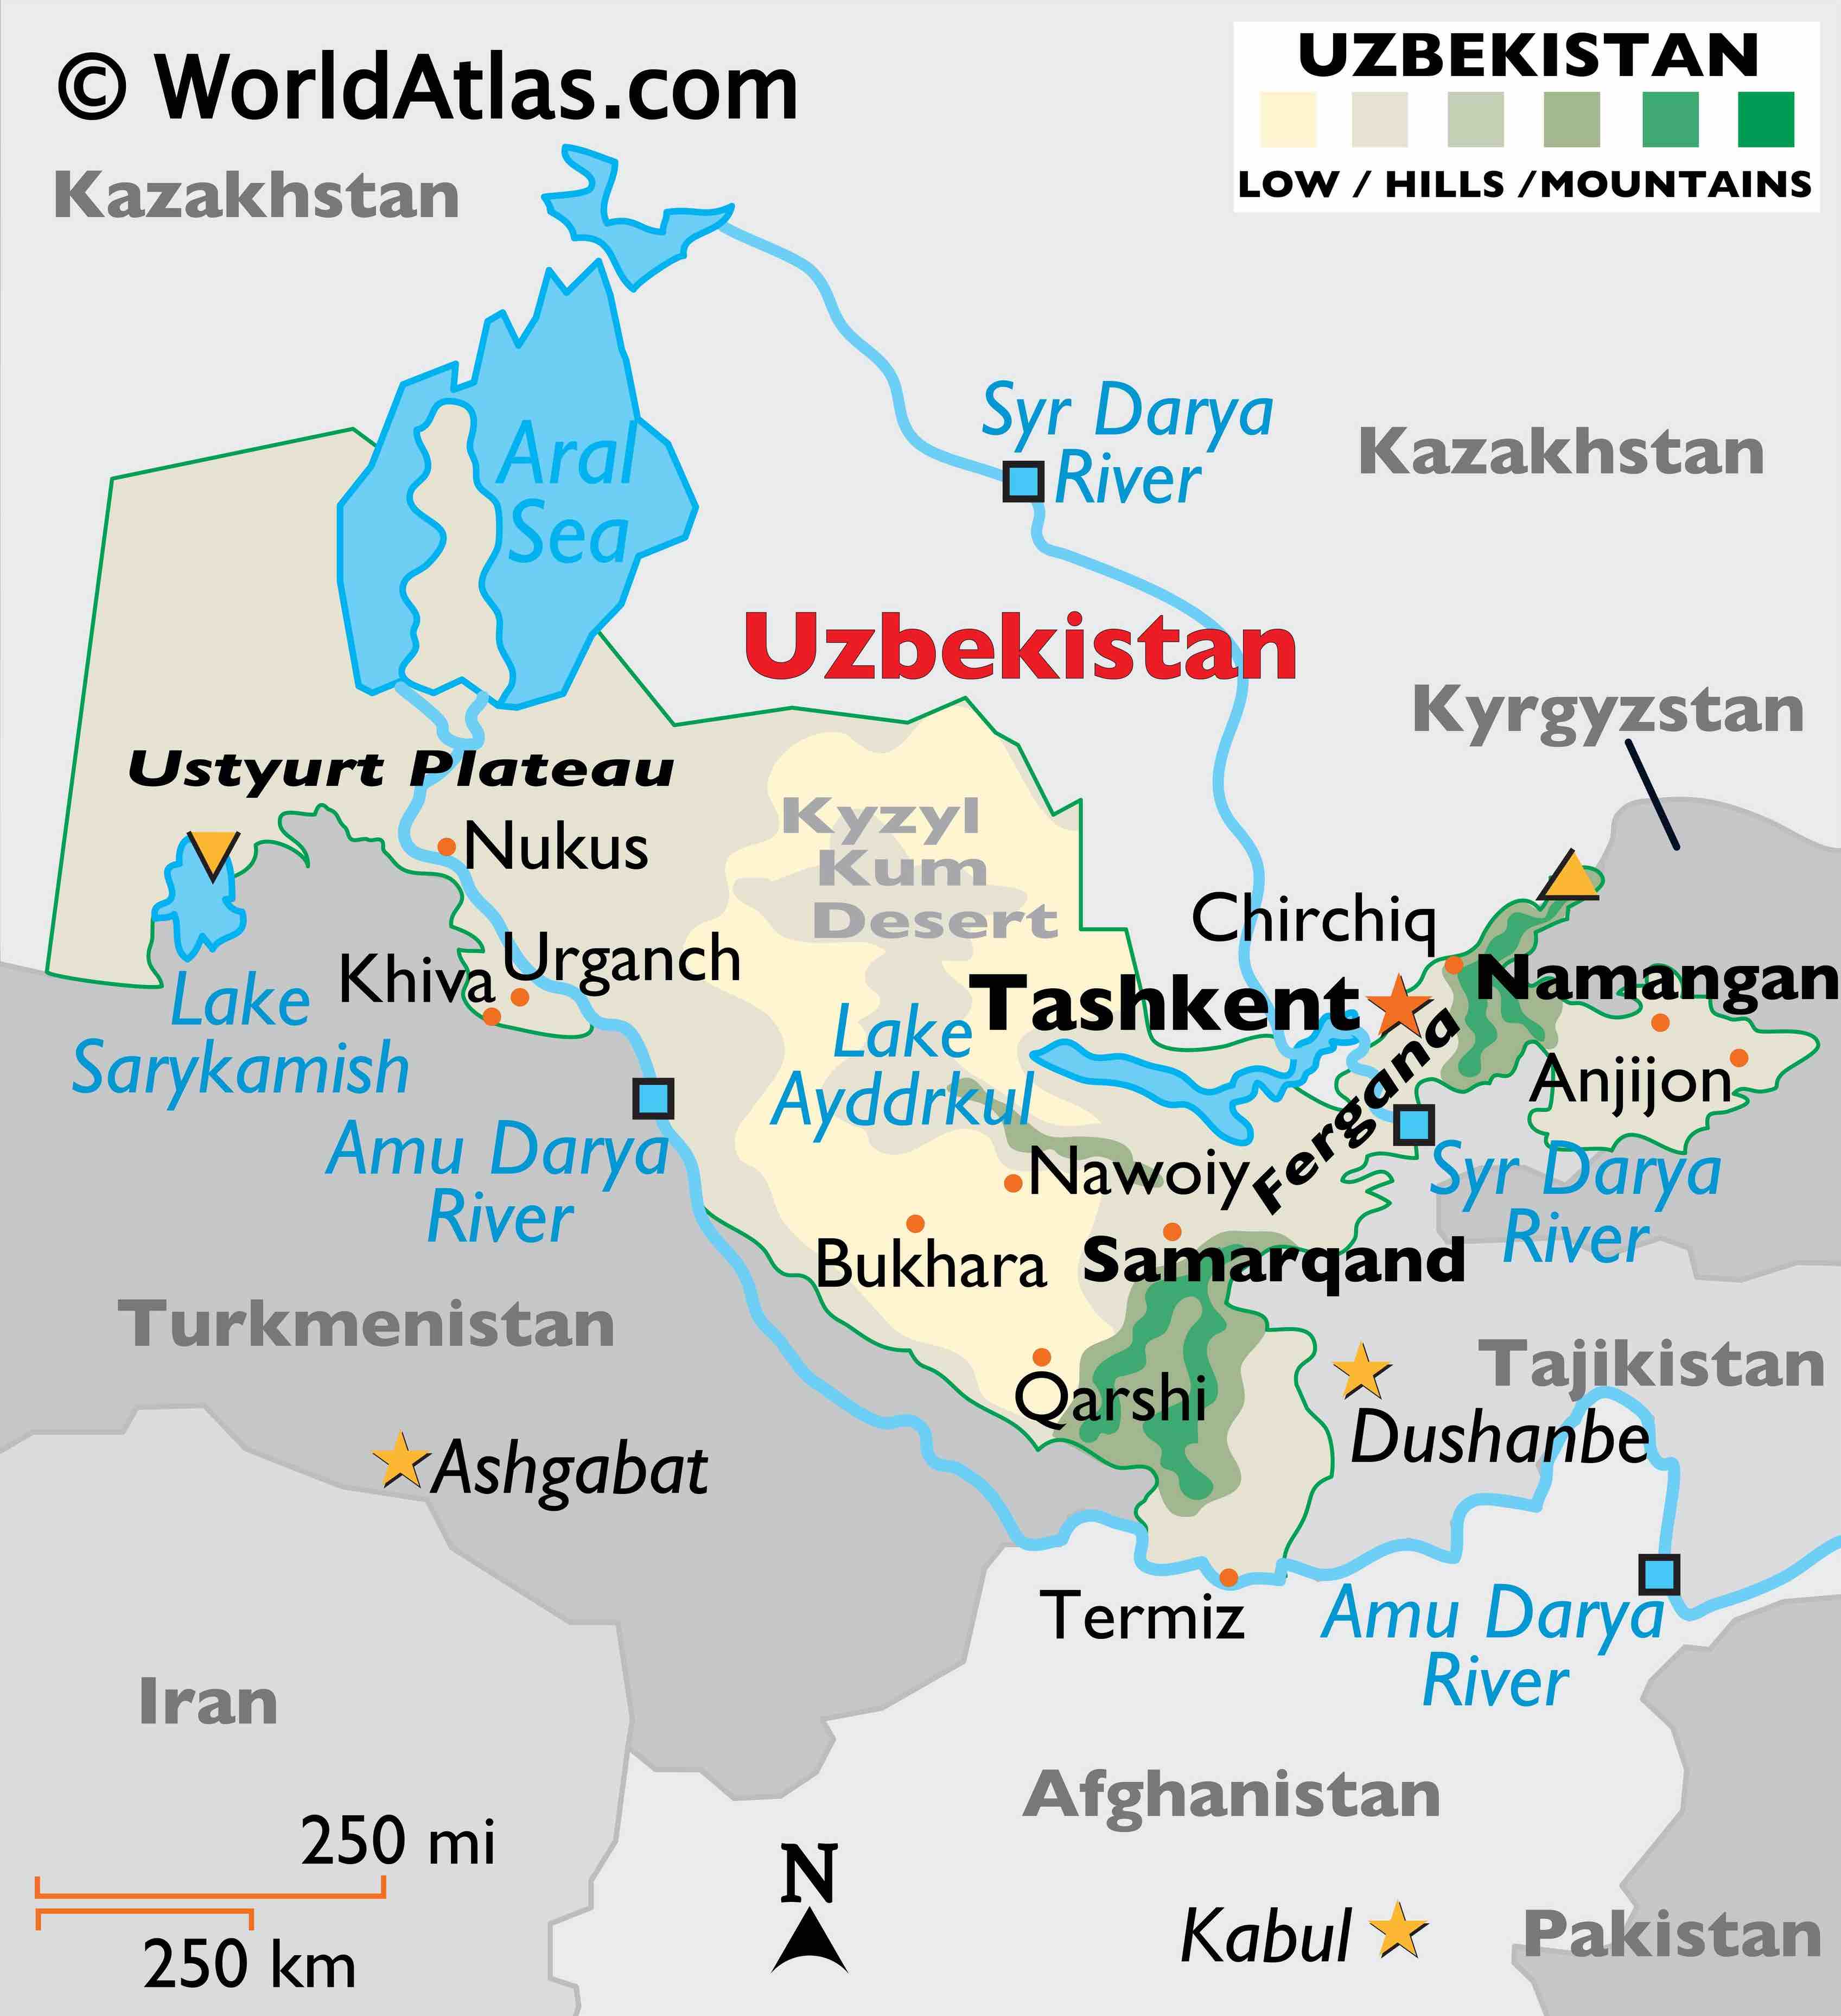 © WorldAtlas.com
UZBEKISTAN
LOW / HILLS /MOUNTAINS
Kazakhstan
Syr Darya
River
Kazakhstan
Aral
Sea
Uzbekistan
Kyrgyzstan
Ustyurt Plateau
Kyzyl
Kum
Desert
Nukus
Chirchiq
Urganch
Khiva
Namangan
Tashkent
Lake
Sarykamish
Lake
Ayddrkul
Fergana
Anjijon
Amu Darya
River
Nawoiy
Syr Darya
River
Bukhara
Samarqand
Turkmenistan
Tajikistan
Qarshi
Dushanbe
Ashgabat
Termiz
Amu Darya
River
Iran
Afghanistan
250 mi
250 km
N
Kabul
Pakistan